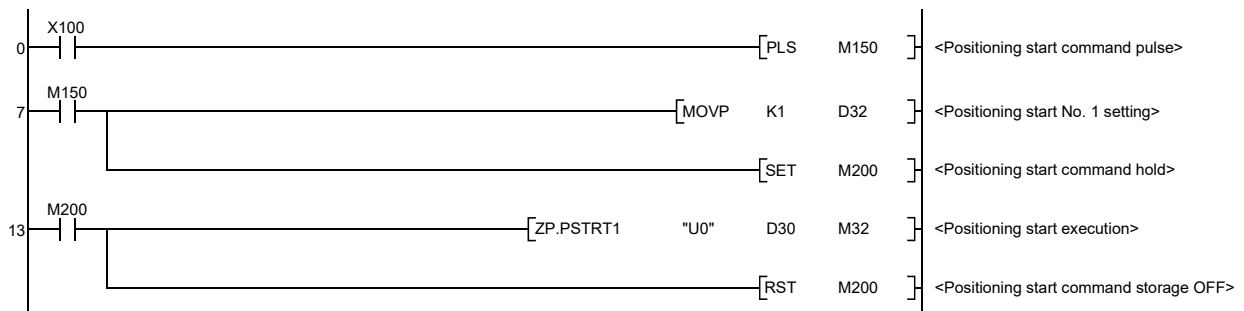 X100
0 PLS M150 <Positioning start command pulse>
M150
7 MOVP K1 D32 <Positioning start No. 1 setting>
SET M200 <Positioning start command hold>
M200
13 ZP.PSTRT1 "U0" D30 M32 <Positioning start execution>
RST M200 <Positioning start command storage OFF>